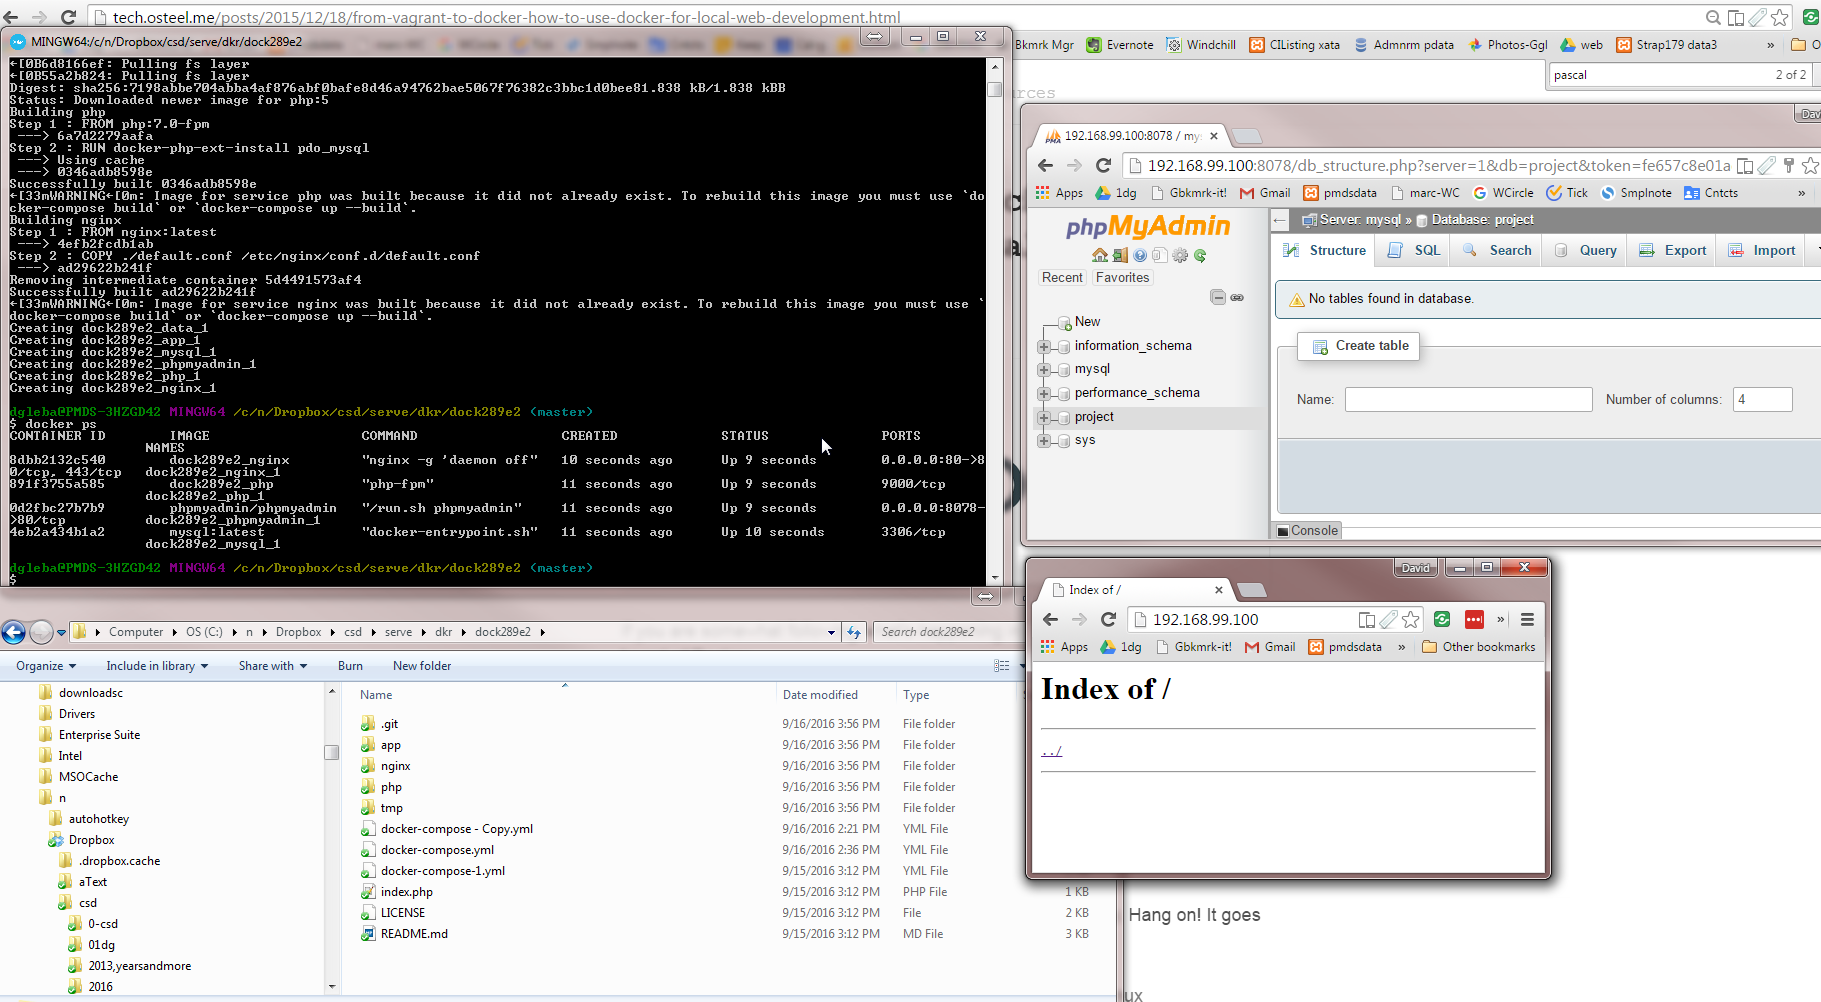 tech.osteel.me/posts/2015/12/18/from-vagrant-to-docker-how-to-use-docker-for-local-web-development.html
MINGW64:/c/n/Dropbox/csd/serve/dkr/dock289e2
←[0B6d8166ef: Pulling fs layer
←[0B55a2b824: Pulling fs layer
Digest: sha256:7198abbe704abba4af876abf0bafe8d46a94762bae5067f76382c3bbc1d0bee81.838 kB/1.838 kBB
Status: Downloaded newer image for php:5
Building php
Step 1 : FROM php:7.0-fpm
---> 6a7d2279aafa
Step 2 : RUN docker-php-ext-install pdo_mysql
---> Using cache
---> 0346adb8598e
Successfully built 0346adb8598e
←[33mWARNING←[0m: Image for service php was built because it did not already exist. To rebuild this image you must use `do
cker-compose build` or `docker-compose up --build`.
Building nginx
Step 1 : FROM nginx:latest
---> 4efb2fcdb1ab
Step 2 : COPY ./default.conf /etc/nginx/conf.d/default.conf
---> ad29622b241f
Removing intermediate container 5d4491573af4
Successfully built ad29622b241f
←[33mWARNING←[0m: Image for service nginx was built because it did not already exist. To rebuild this image you must use `
docker-compose build` or `docker-compose up --build`.
Creating dock289e2_data_1
Creating dock289e2_app_1
Creating dock289e2_mysql_1
Creating dock289e2_phpmyadmin_1
Creating dock289e2_php_1
Creating dock289e2_nginx_1
dgleba@PMDS-3HZGD42 MINGW64 /c/n/Dropbox/csd/serve/dkr/dock289e2 (master)
$ docker ps
CONTAINER ID IMAGE COMMAND CREATED STATUS PORTS
NAMES
8dbb2132c540 dock289e2_nginx "nginx -g 'daemon off" 10 seconds ago Up 9 seconds 0.0.0.0:80->8
0/tcp, 443/tcp dock289e2_nginx_1
891f3755a585 dock289e2_php "php-fpm" 11 seconds ago Up 9 seconds 9000/tcp
dock289e2_php_1
0d2fbc27b7b9 phpmyadmin/phpmyadmin "/run.sh phpmyadmin" 11 seconds ago Up 9 seconds 0.0.0.0:8078-
>80/tcp dock289e2_phpmyadmin_1
4eb2a434b1a2 mysql:latest "docker-entrypoint.sh" 11 seconds ago Up 10 seconds 3306/tcp
dock289e2_mysql_1
dgleba@PMDS-3HZGD42 MINGW64 /c/n/Dropbox/csd/serve/dkr/dock289e2 (master)
$
Bkmrk Mgr Evernote Windchill CIListing xata Admnrm pdata Photos-Ggl web Strap179 data3 »
pascal 2 of 2
192.168.99.100:8078 / my
192.168.99.100:8078/db_structure.php?server=1&db=project&token=fe657c8e01a
Apps 1dg Gbkmrk-it! Gmail pmdsdata marc-WC WCircle Tick Smplnote Cntcts »
phpMyAdmin
Recent Favorites
New
information_schema
mysql
performance_schema
project
sys
Server: mysql » Database: project
Structure SQL Search Query Export Import
No tables found in database.
Create table
Name: Number of columns: 4
Console
David
Index of /
192.168.99.100
Apps 1dg Gbkmrk-it! Gmail pmdsdata » Other bookmarks
Index of /
../
Computer OS (C:) n Dropbox csd serve dkr dock289e2
Search dock289e2
Organize Include in library Share with Burn New folder
downloadsc
Drivers
Enterprise Suite
Intel
MSOCache
n
autohotkey
Dropbox
.dropbox.cache
aText
csd
0-csd
01dg
2013,yearsandmore
2016
Name Date modified Type
.git 9/16/2016 3:56 PM File folder
app 9/16/2016 3:56 PM File folder
nginx 9/16/2016 3:56 PM File folder
php 9/16/2016 3:56 PM File folder
tmp 9/16/2016 3:56 PM File folder
docker-compose - Copy.yml 9/16/2016 2:21 PM YML File
docker-compose.yml 9/16/2016 2:36 PM YML File
docker-compose-1.yml 9/15/2016 3:12 PM YML File
index.php 9/15/2016 3:12 PM PHP File 1 KB
LICENSE 9/15/2016 3:12 PM File 2 KB
README.md 9/15/2016 3:12 PM MD File 3 KB
Hang on! It goes
ux